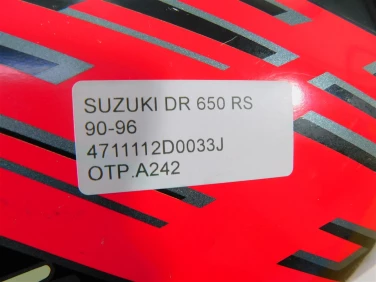 SUZUKI DR 650 RS
90-96
4711112D0033J
OTP.A242